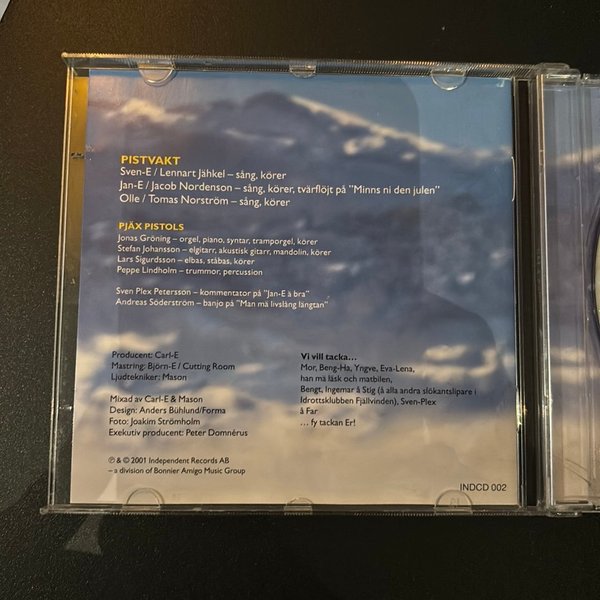 PISTVAKT
Sven-E / Lennart Jähkel – sång, körer
Jan-E / Jacob Nordenson – sång, körer, tvärflöjt på "Minns ni den julen"
Olle / Tomas Norström – sång, körer
PJÄX PISTOLS
Jonas Gröning – orgel, piano, syntar, tramporgel, körer
Stefan Johansson – elgitarr, akustisk gitarr, mandolin, körer
Lars Sigurdsson – elbas, ståbas, körer
Peppe Lindholm – trummor, percussion
Sven Plex Petersson – kommentator på "Jan-E ä bra"
Andreas Söderström – banjo på "Man må livslång längtan"
Producent: Carl-E
Mastring: Björn-E / Cutting Room
Ljudtekniker: Mason
Mixad av Carl-E & Mason
Design: Anders Bühlund/Forma
Foto: Joakim Strömholm
Exekutiv producent: Peter Domnérus
℗ & © 2001 Independent Records AB
– a division of Bonnier Amigo Music Group
Vi vill tacka...
Mor, Beng-Ha, Yngve, Eva-Lena,
han má läsk och matbilen,
Bengt, Ingemar å Stig (å alla andra slökantslipare i
Idrottsklubben Fjällvinden), Sven-Plex
å Far
... fy tackan Er!
INDCD 002